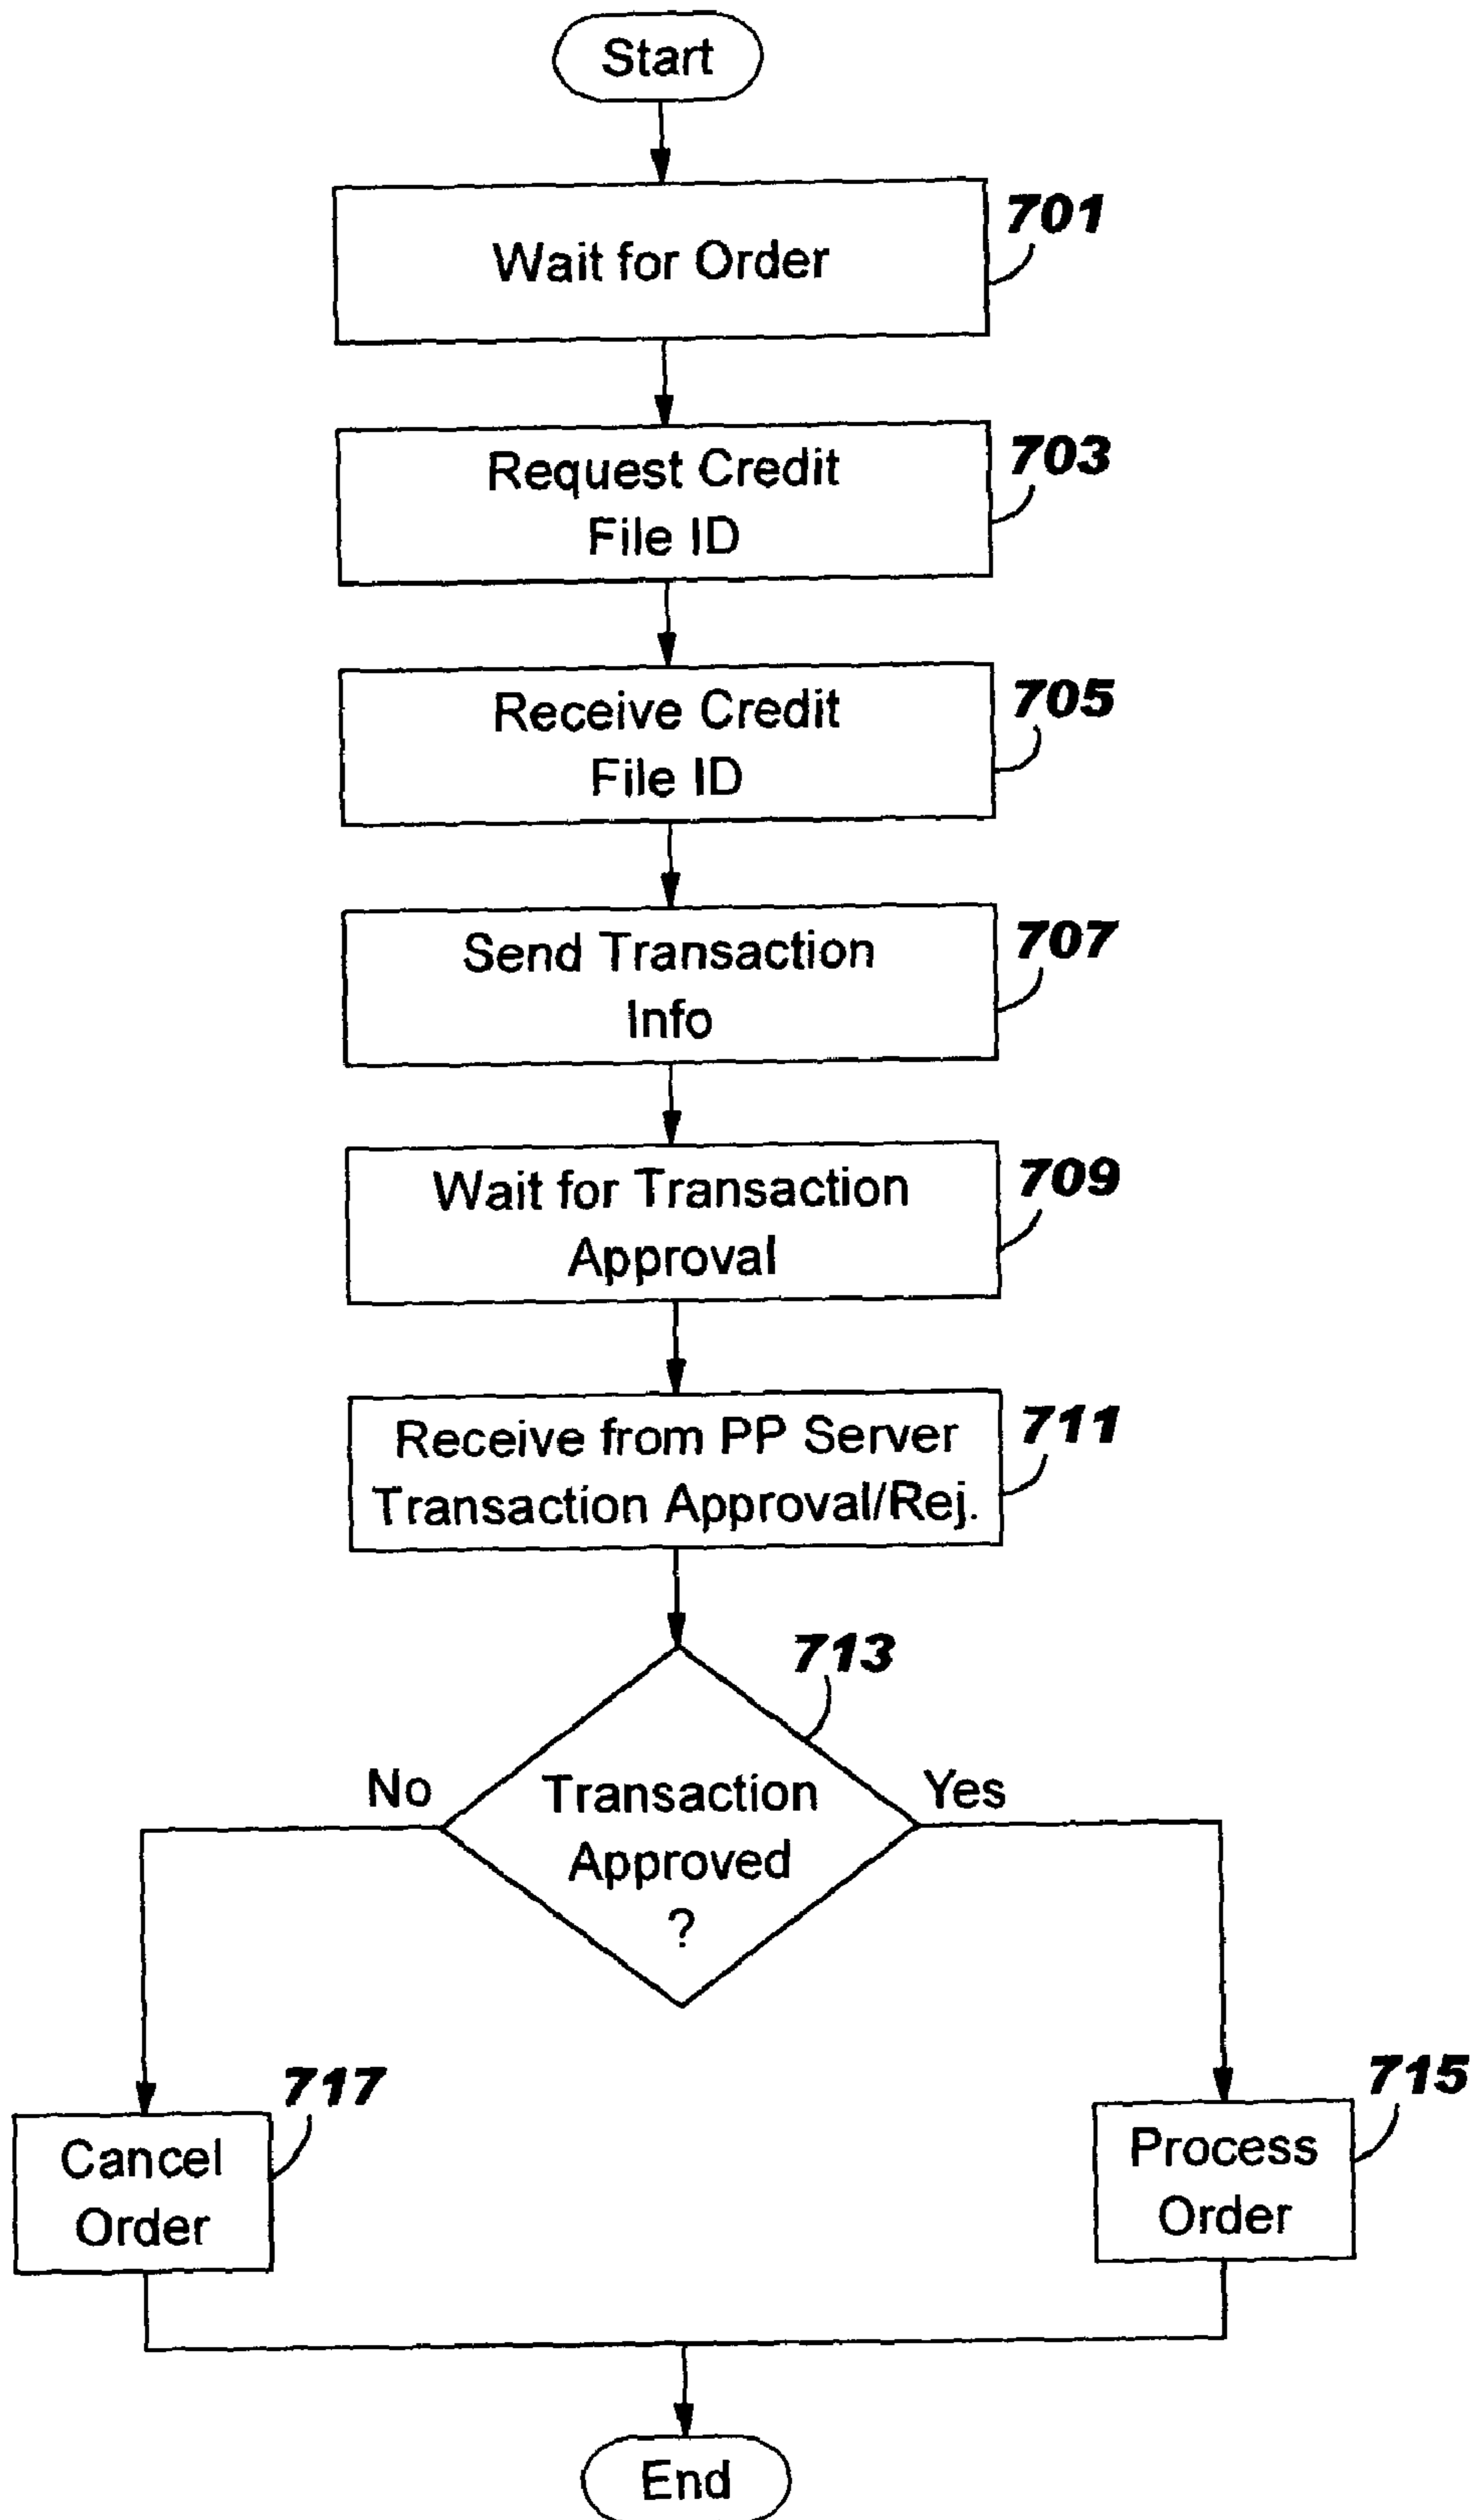 Start
701
Wait for Order
703
Request Credit
File ID
705
Receive Credit
File ID
707
Send Transaction
Info
709
Wait for Transaction
Approval
711
Receive from PP Server
Transaction Approval/Rej.
713
No
Yes
Transaction
Approved
?
717
715
Cancel
Order
Process
Order
End